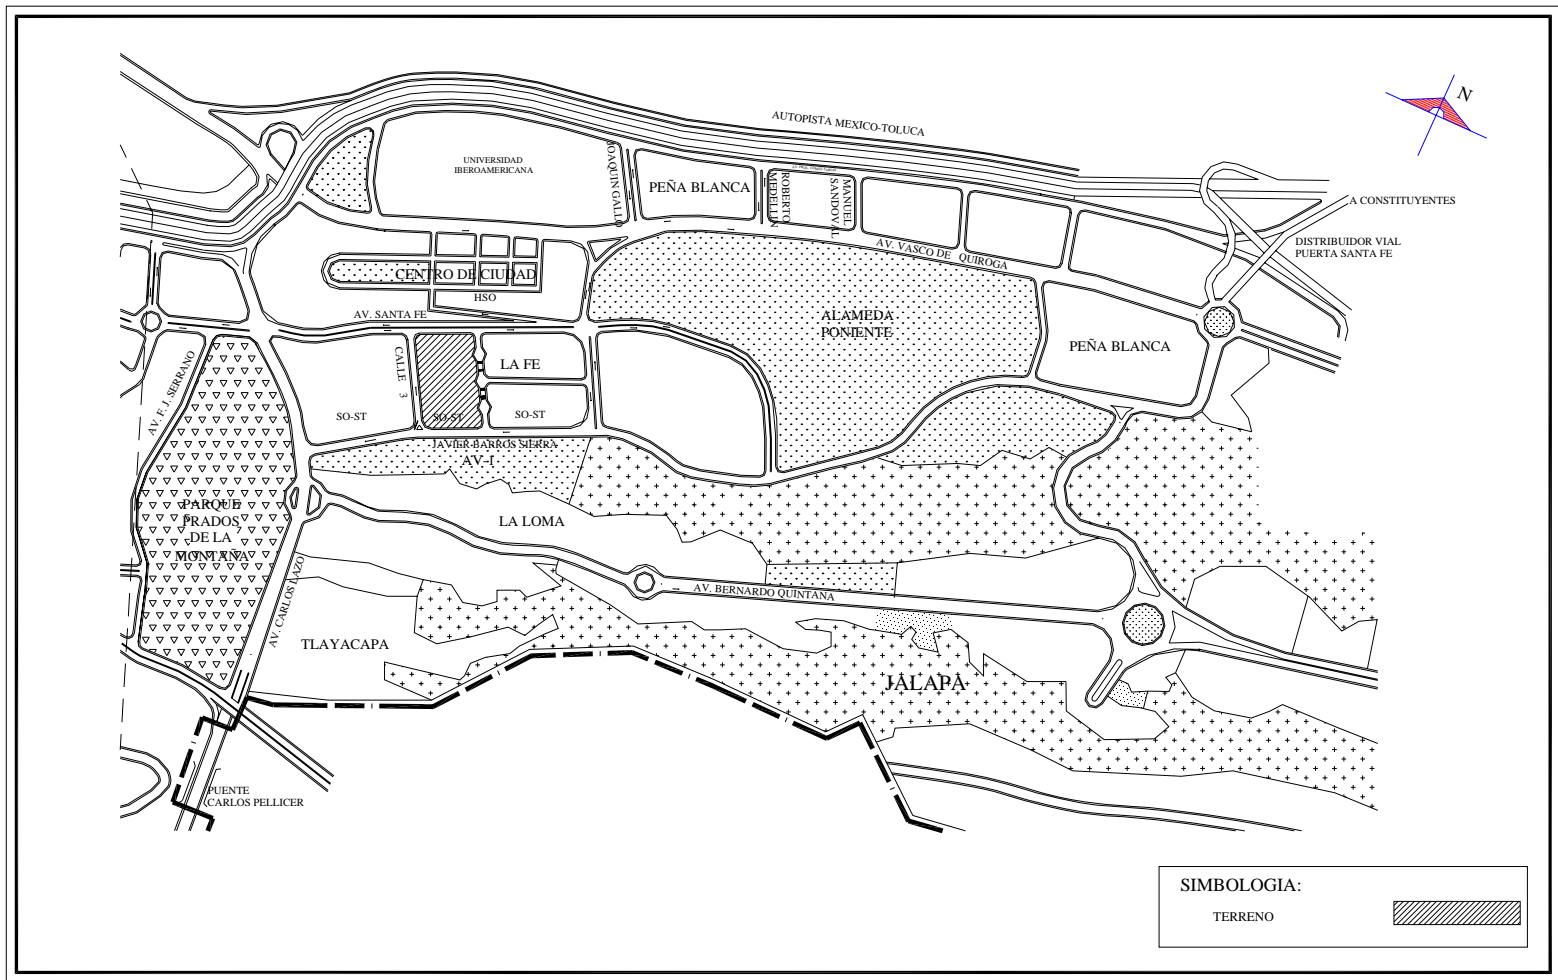 N
AUTOPISTA MEXICO-TOLUCA
UNIVERSIDAD
IBEROAMERICANA
JOAQUIN GALLO
PEÑA BLANCA
ROBERTO
MEDELLIN
MANUEL
SANDOVAL
A CONSTITUYENTES
DISTRIBUIDOR VIAL
PUERTA SANTA FE
AV. VASCO DE QUIROGA
CENTRO DE CIUDAD
HSO
AV. SANTA FE
ALAMEDA
PONIENTE
PEÑA BLANCA
AV. F. J. SERRANO
CALLE 3
LA FE
SO-ST
SO-ST
SO-ST
JAVIER BARROS SIERRA
AV-1
PARQUE
PRADOS
DE LA
MONTAÑA
LA LOMA
AV. CARLOS LAZO
AV. BERNARDO QUINTANA
TLAYACAPA
JALAPA
PUENTE
CARLOS PELLICER
SIMBOLOGIA:
TERRENO